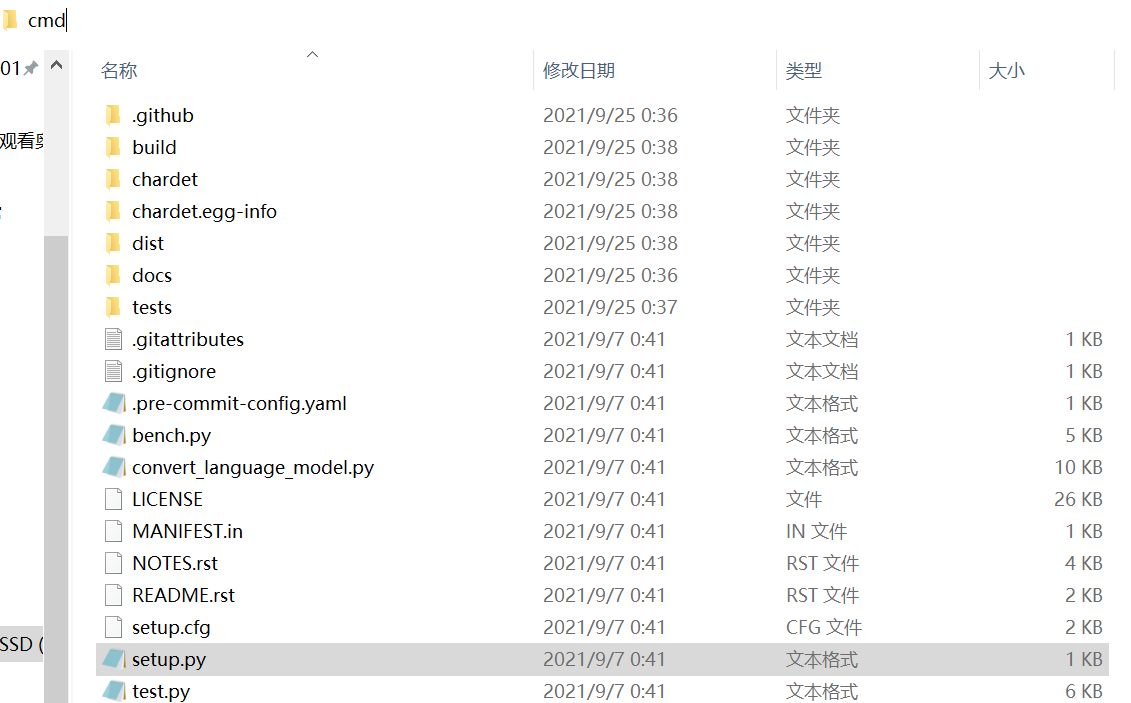 cmd
01
观看奥
SSD (
名称 修改日期 类型 大小
.github 2021/9/25 0:36 文件夹
build 2021/9/25 0:38 文件夹
chardet 2021/9/25 0:38 文件夹
chardet.egg-info 2021/9/25 0:38 文件夹
dist 2021/9/25 0:38 文件夹
docs 2021/9/25 0:36 文件夹
tests 2021/9/25 0:37 文件夹
.gitattributes 2021/9/7 0:41 文本文档 1 KB
.gitignore 2021/9/7 0:41 文本文档 1 KB
.pre-commit-config.yaml 2021/9/7 0:41 文本格式 1 KB
bench.py 2021/9/7 0:41 文本格式 5 KB
convert_language_model.py 2021/9/7 0:41 文本格式 10 KB
LICENSE 2021/9/7 0:41 文件 26 KB
MANIFEST.in 2021/9/7 0:41 IN 文件 1 KB
NOTES.rst 2021/9/7 0:41 RST 文件 4 KB
README.rst 2021/9/7 0:41 RST 文件 2 KB
setup.cfg 2021/9/7 0:41 CFG 文件 2 KB
setup.py 2021/9/7 0:41 文本格式 1 KB
test.py 2021/9/7 0:41 文本格式 6 KB